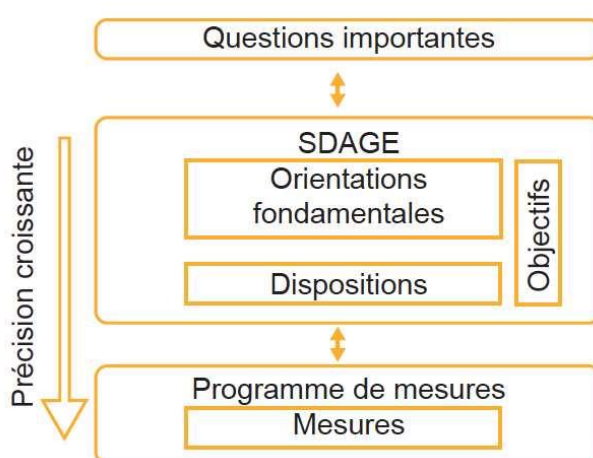 Questions importantes
SDAGE
Orientations
fondamentales
Dispositions
Objectifs
Précision croissante
Programme de mesures
Mesures